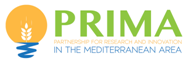 PRIMA
PARTNERSHIP FOR RESEARCH AND INNOVATION
IN THE MEDITERRANEAN AREA